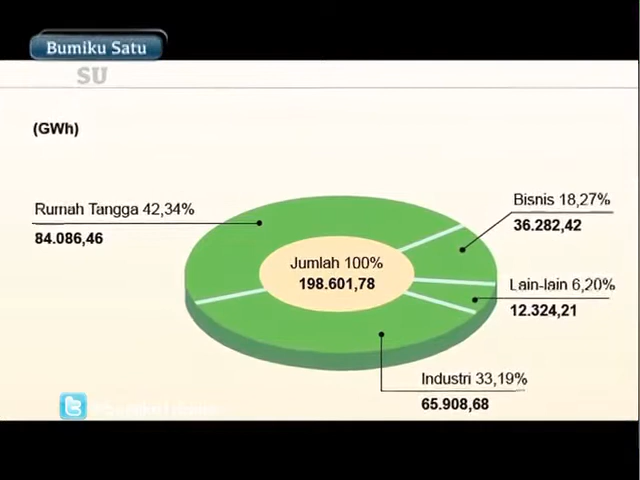 Bumiku Satu
SU
(GWh)
Rumah Tangga 42,34%
84.086,46
Bisnis 18,27%
36.282,42
Jumlah 100%
198.601,78
Lain-lain 6,20%
12.324,21
Industri 33,19%
65.908,68